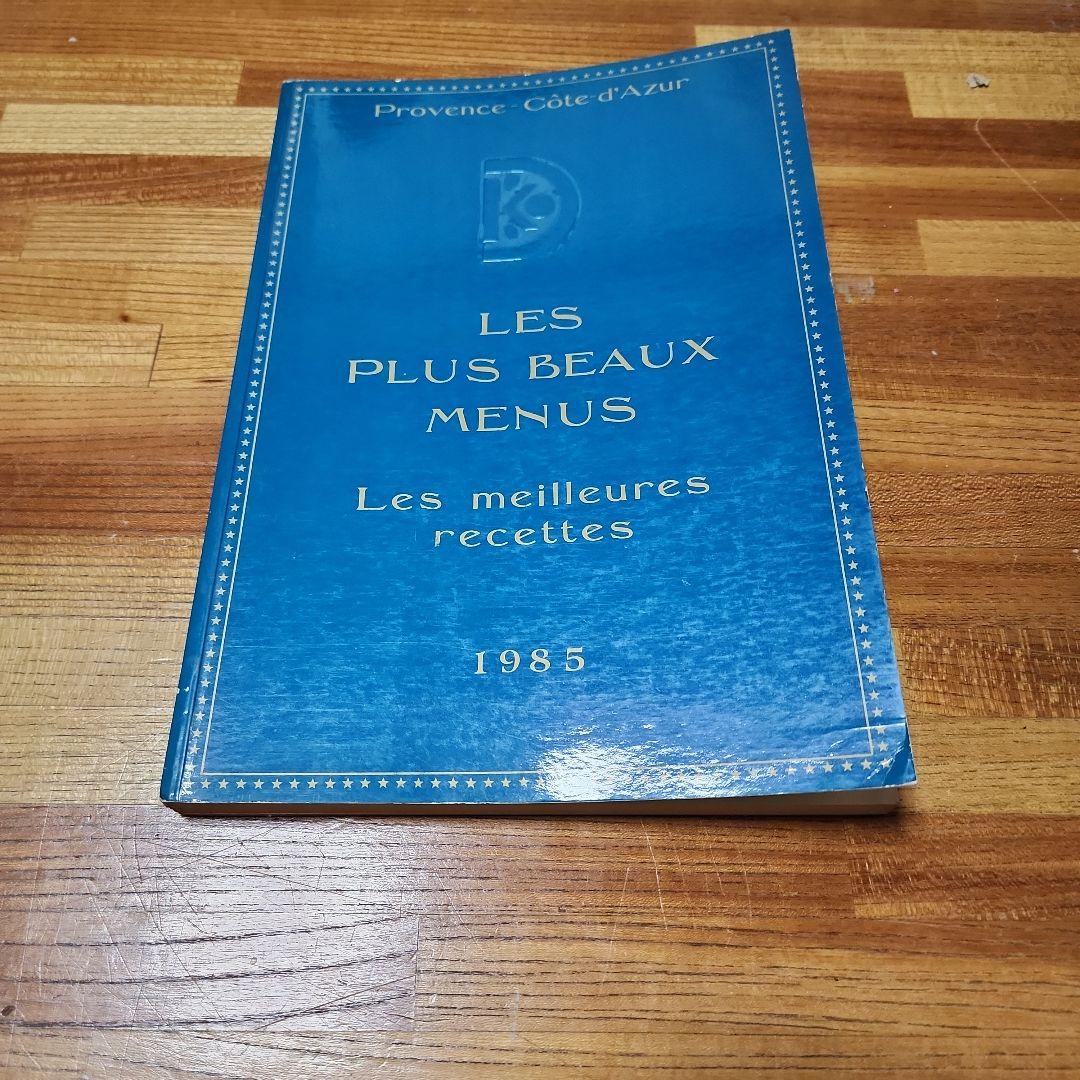 Provence-Côte-d'Azur
LES
PLUS BEAUX
MENUS
Les meilleures
recettes
1985